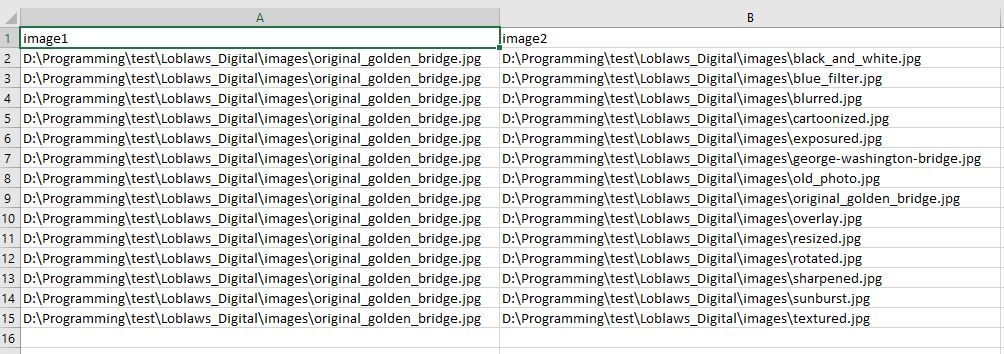 A B
1 image1 image2
2 D:\Programming\test\Loblaws_Digital\images\original_golden_bridge.jpg D:\Programming\test\Loblaws_Digital\images\black_and_white.jpg
3 D:\Programming\test\Loblaws_Digital\images\original_golden_bridge.jpg D:\Programming\test\Loblaws_Digital\images\blue_filter.jpg
4 D:\Programming\test\Loblaws_Digital\images\original_golden_bridge.jpg D:\Programming\test\Loblaws_Digital\images\blurred.jpg
5 D:\Programming\test\Loblaws_Digital\images\original_golden_bridge.jpg D:\Programming\test\Loblaws_Digital\images\cartoonized.jpg
6 D:\Programming\test\Loblaws_Digital\images\original_golden_bridge.jpg D:\Programming\test\Loblaws_Digital\images\exposured.jpg
7 D:\Programming\test\Loblaws_Digital\images\original_golden_bridge.jpg D:\Programming\test\Loblaws_Digital\images\george-washington-bridge.jpg
8 D:\Programming\test\Loblaws_Digital\images\original_golden_bridge.jpg D:\Programming\test\Loblaws_Digital\images\old_photo.jpg
9 D:\Programming\test\Loblaws_Digital\images\original_golden_bridge.jpg D:\Programming\test\Loblaws_Digital\images\original_golden_bridge.jpg
10 D:\Programming\test\Loblaws_Digital\images\original_golden_bridge.jpg D:\Programming\test\Loblaws_Digital\images\overlay.jpg
11 D:\Programming\test\Loblaws_Digital\images\original_golden_bridge.jpg D:\Programming\test\Loblaws_Digital\images\resized.jpg
12 D:\Programming\test\Loblaws_Digital\images\original_golden_bridge.jpg D:\Programming\test\Loblaws_Digital\images\rotated.jpg
13 D:\Programming\test\Loblaws_Digital\images\original_golden_bridge.jpg D:\Programming\test\Loblaws_Digital\images\sharpened.jpg
14 D:\Programming\test\Loblaws_Digital\images\original_golden_bridge.jpg D:\Programming\test\Loblaws_Digital\images\sunburst.jpg
15 D:\Programming\test\Loblaws_Digital\images\original_golden_bridge.jpg D:\Programming\test\Loblaws_Digital\images\textured.jpg
16